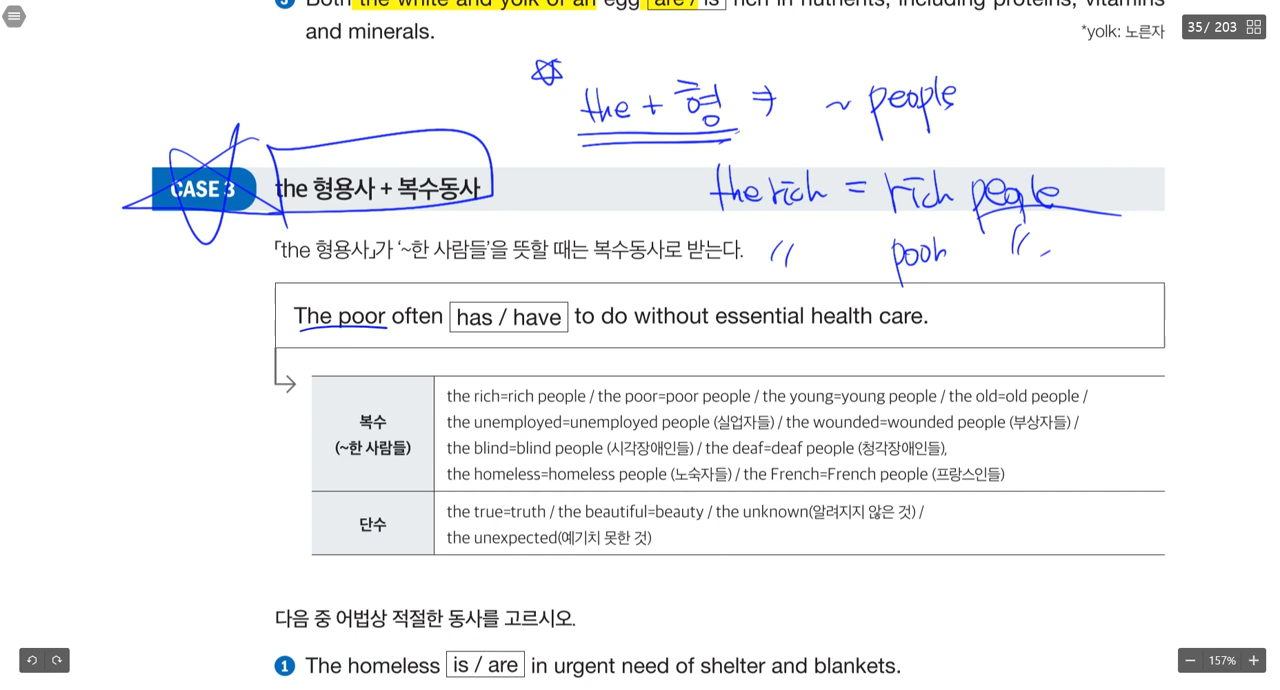 3 Both the white and yolk of an egg are / is rich in nutrients, including proteins, vitamins
and minerals.
*yolk: 노른자
35/ 203
the + 형 ⇒ ~ people
CASE 3 the 형용사 + 복수동사
the rich = rich people
「the 형용사」가 ‘~한 사람들’을 뜻할 때는 복수동사로 받는다.
〃 poor 〃
The poor often has / have to do without essential health care.
복수
(~한 사람들)
the rich=rich people / the poor=poor people / the young=young people / the old=old people /
the unemployed=unemployed people (실업자들) / the wounded=wounded people (부상자들) /
the blind=blind people (시각장애인들) / the deaf=deaf people (청각장애인들),
the homeless=homeless people (노숙자들) / the French=French people (프랑스인들)
단수
the true=truth / the beautiful=beauty / the unknown(알려지지 않은 것) /
the unexpected(예기치 못한 것)
다음 중 어법상 적절한 동사를 고르시오.
1 The homeless is / are in urgent need of shelter and blankets.
157%